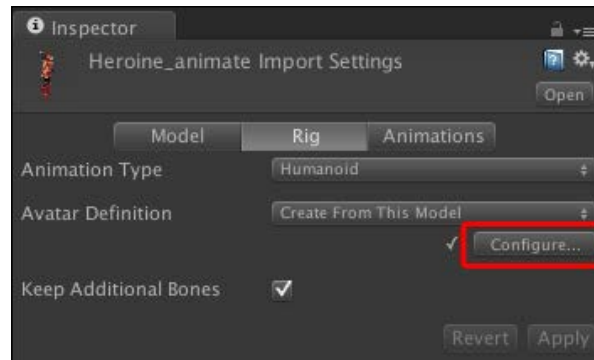 Inspector
Heroine_animate Import Settings
Open
Model Rig Animations
Animation Type Humanoid
Avatar Definition Create From This Model
Configure...
Keep Additional Bones
Revert Apply